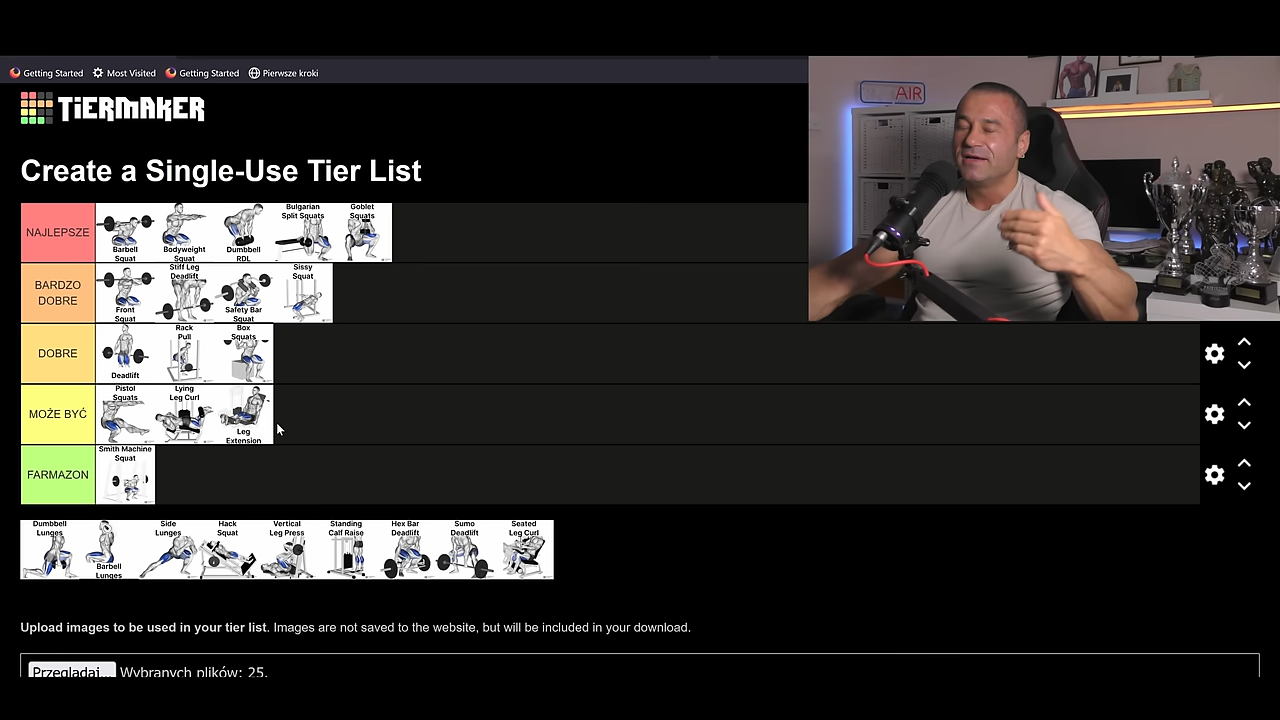 Getting Started
Most Visited
Getting Started
Pierwsze kroki
AIR
TiERMAKER
Create a Single-Use Tier List
NAJLEPSZE
Barbell
Squat
Bodyweight
Squat
Dumbbell
RDL
Bulgarian
Split Squats
Goblet
Squats
BARDZO
DOBRE
Front
Squat
Stiff Leg
Deadlift
Safety Bar
Squat
Sissy
Squat
DOBRE
Deadlift
Rack
Pull
Box
Squats
MOŻE BYĆ
Pistol
Squats
Lying
Leg Curl
Leg
Extension
FARMAZON
Smith Machine
Squat
Dumbbell
Lunges
Barbell
Lunges
Side
Lunges
Hack
Squat
Vertical
Leg Press
Standing
Calf Raise
Hex Bar
Deadlift
Sumo
Deadlift
Seated
Leg Curl
Upload images to be used in your tier list. Images are not saved to the website, but will be included in your download.
Przeglądaj... Wybranych plików: 25.